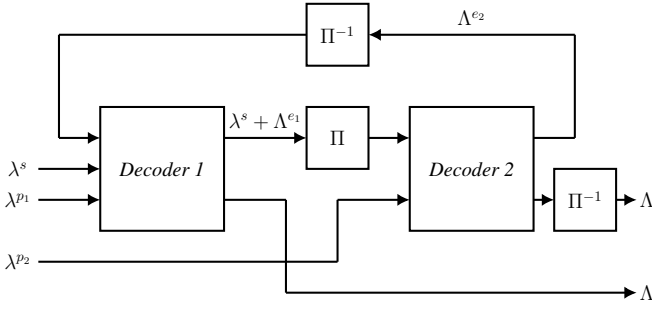 Λ^{e_2}
Π^{-1}
λ^s + Λ^{e_1}
Π
Decoder 1
Decoder 2
λ^s
λ^{p_1}
Π^{-1}
Λ
λ^{p_2}
Λ